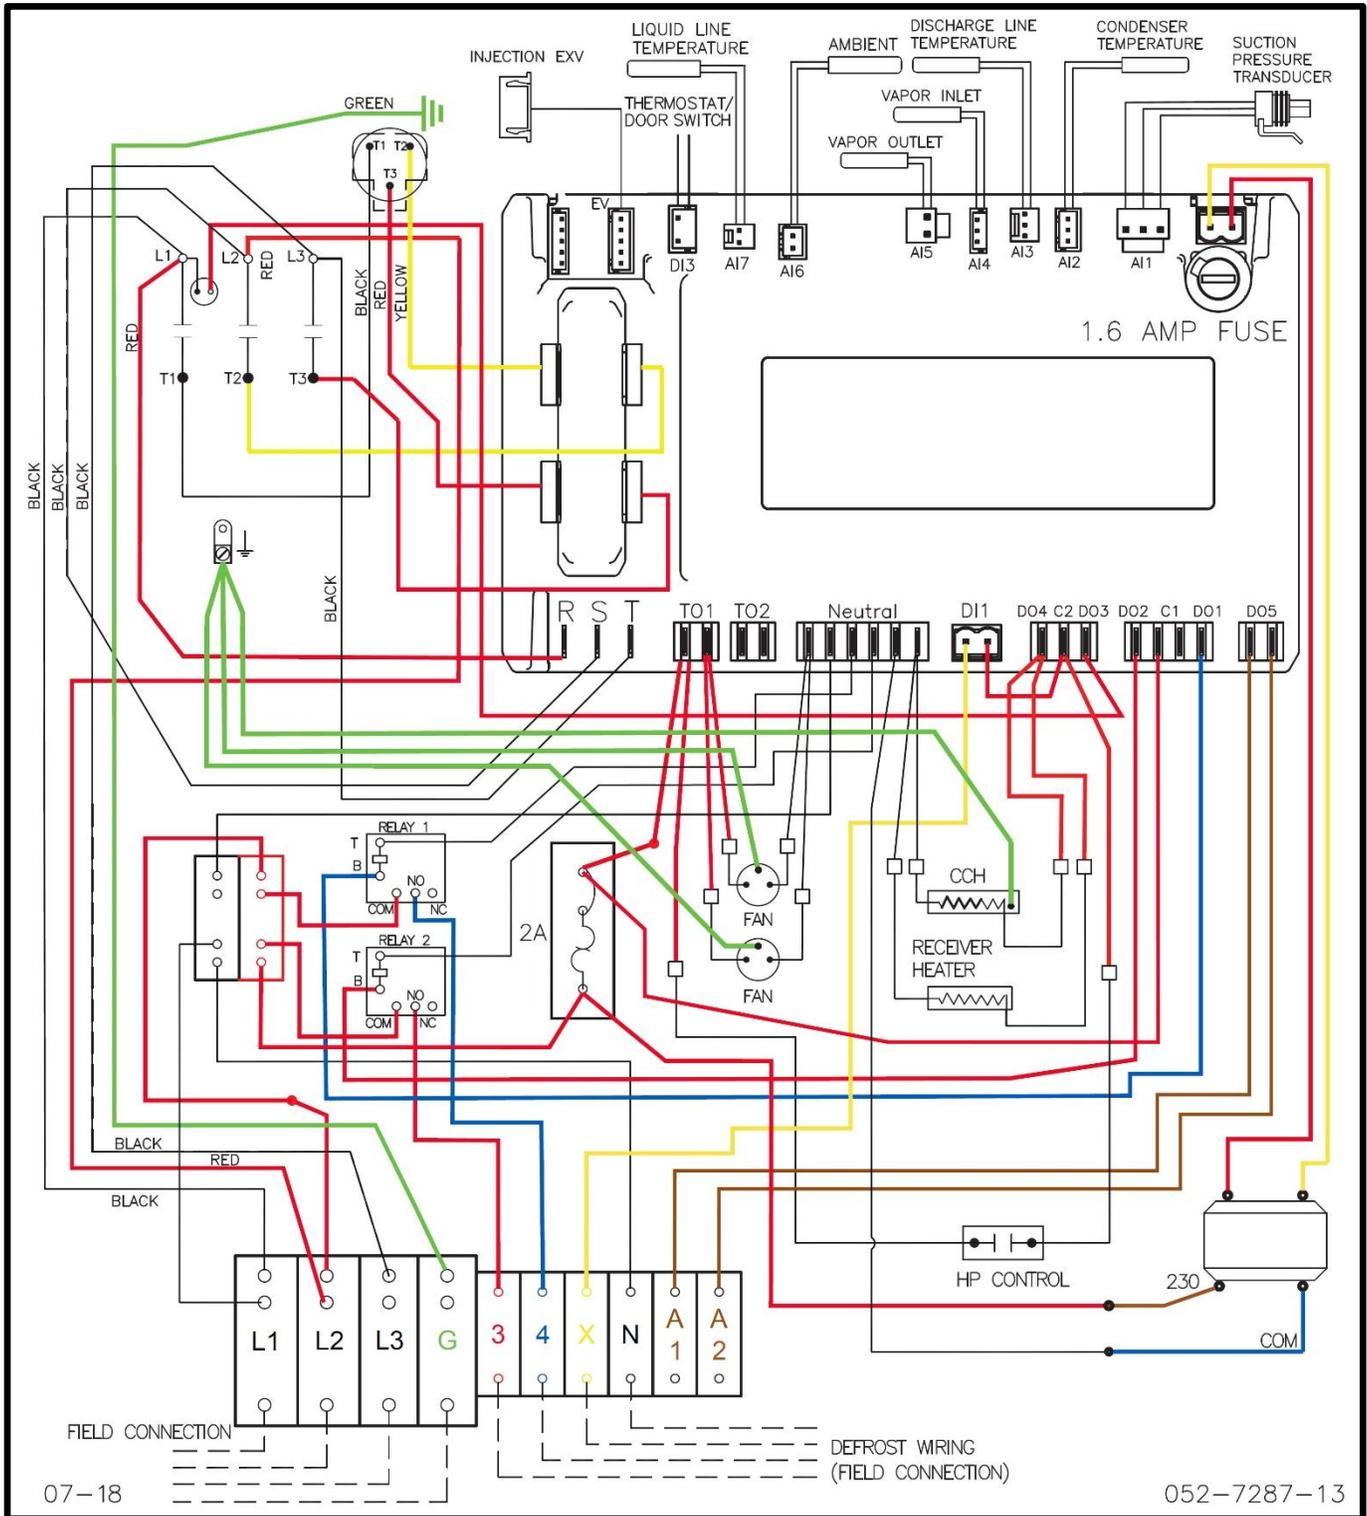 LIQUID LINE
TEMPERATURE
DISCHARGE LINE
TEMPERATURE
CONDENSER
TEMPERATURE
INJECTION EXV
AMBIENT
SUCTION
PRESSURE
TRANSDUCER
GREEN
THERMOSTAT/
DOOR SWITCH
VAPOR INLET
VAPOR OUTLET
T1
T2
T3
EV
L1
L2
RED
L3
DI3
AI7
AI6
AI5
AI4
AI3
AI2
AI1
BLACK
RED
YELLOW
RED
1.6 AMP FUSE
T1
T2
T3
BLACK
BLACK
BLACK
BLACK
R
S
T
TO1
TO2
Neutral
DI1
DO4
C2
DO3
DO2
C1
DO1
DO5
RELAY 1
T
B
NO
COM
NC
2A
CCH
FAN
RELAY 2
T
B
NO
COM
NC
RECEIVER
HEATER
FAN
BLACK
RED
BLACK
HP CONTROL
230
COM
L1
L2
L3
G
3
4
X
N
A
1
A
2
FIELD CONNECTION
DEFROST WIRING
(FIELD CONNECTION)
07-18
052-7287-13